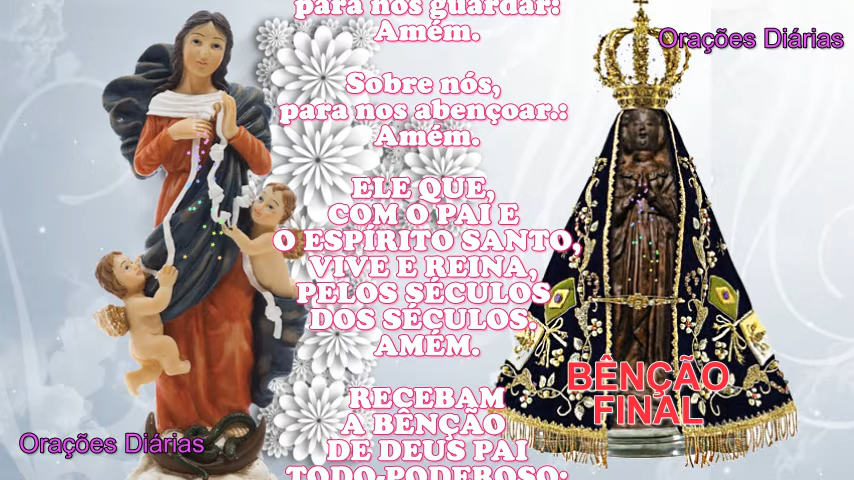 para nos guardar:
Amém.
Sobre nós,
para nos abençoar.:
Amém.
ELE QUE,
COM O PAI E
O ESPÍRITO SANTO,
VIVE E REINA,
PELOS SÉCULOS
DOS SÉCULOS.
AMÉM.
RECEBAM
A BÊNÇÃO
DE DEUS PAI
TODO-PODEROSO:
Orações Diárias
BÊNÇÃO
FINAL
Orações Diárias